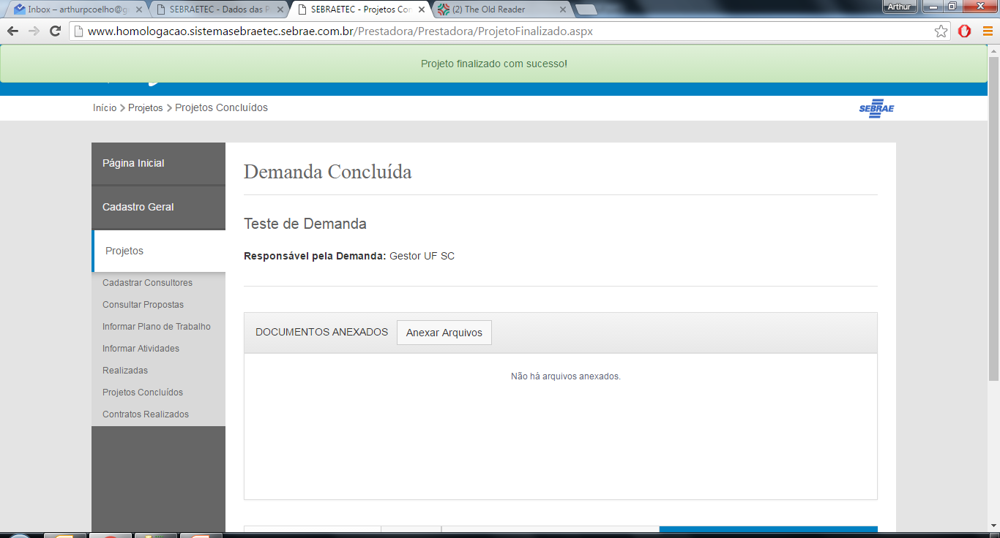 Inbox – arthurpcoelho@g
SEBRAETEC - Dados das P
SEBRAETEC - Projetos Con
(2) The Old Reader
Arthur
www.homologacao.sistemasebraetec.sebrae.com.br/Prestadora/Prestadora/ProjetoFinalizado.aspx
Projeto finalizado com sucesso!
Início > Projetos > Projetos Concluídos
SEBRAE
Página Inicial
Cadastro Geral
Projetos
Cadastrar Consultores
Consultar Propostas
Informar Plano de Trabalho
Informar Atividades
Realizadas
Projetos Concluídos
Contratos Realizados
Demanda Concluída
Teste de Demanda
Responsável pela Demanda: Gestor UF SC
DOCUMENTOS ANEXADOS
Anexar Arquivos
Não há arquivos anexados.